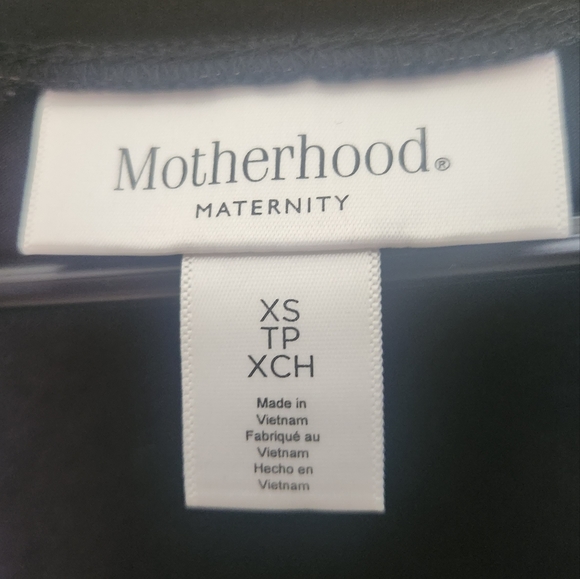 Motherhood®
MATERNITY
XS
TP
XCH
Made in
Vietnam
Fabriqué au
Vietnam
Hecho en
Vietnam